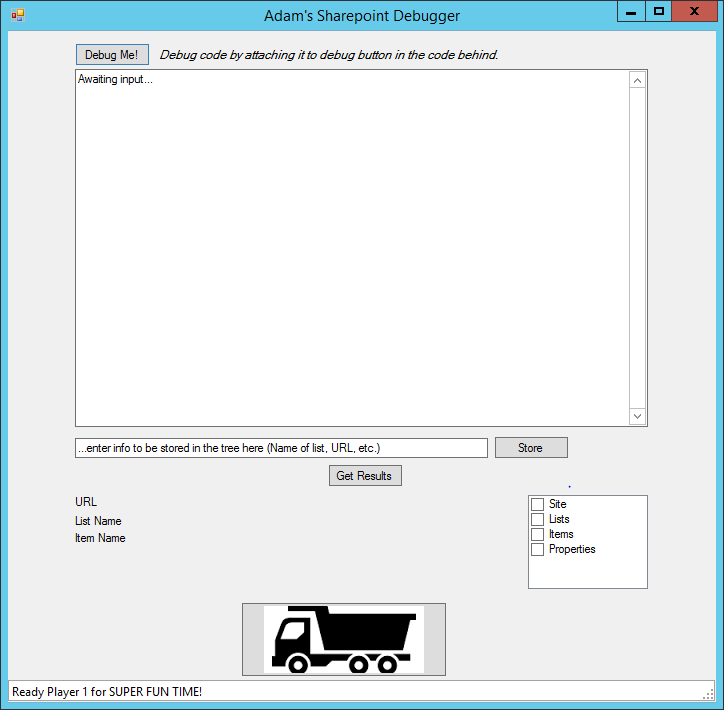 Adam's Sharepoint Debugger
Debug Me! Debug code by attaching it to debug button in the code behind.
Awaiting input...
...enter info to be stored in the tree here (Name of list, URL, etc.) Store
Get Results
URL
List Name
Item Name
Site
Lists
Items
Properties
Ready Player 1 for SUPER FUN TIME!